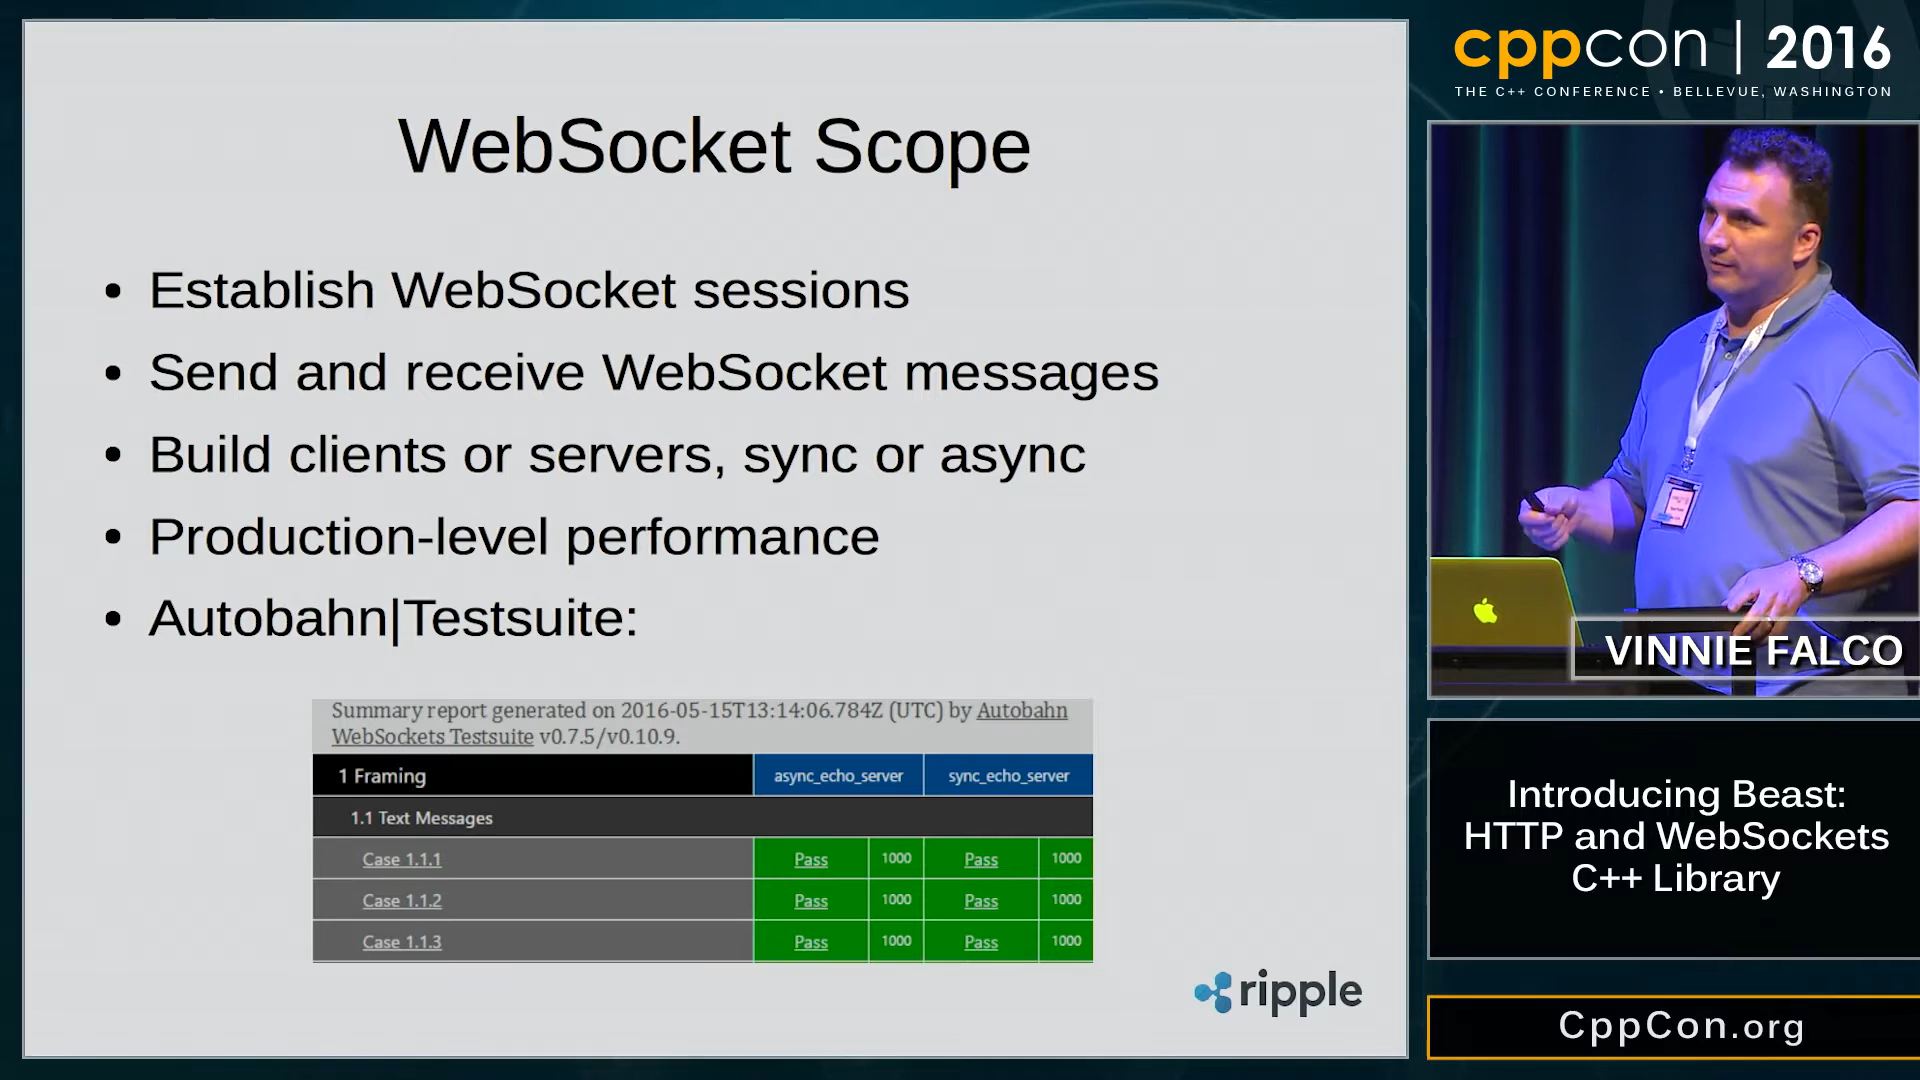 WebSocket Scope
• Establish WebSocket sessions
• Send and receive WebSocket messages
• Build clients or servers, sync or async
• Production-level performance
• Autobahn|Testsuite:
Summary report generated on 2016-05-15T13:14:06.784Z (UTC) by Autobahn
WebSockets Testsuite v0.7.5/v0.10.9.
1 Framing async_echo_server sync_echo_server
1.1 Text Messages
Case 1.1.1 Pass 1000 Pass 1000
Case 1.1.2 Pass 1000 Pass 1000
Case 1.1.3 Pass 1000 Pass 1000
ripple
cppcon | 2016
THE C++ CONFERENCE • BELLEVUE, WASHINGTON
VINNIE FALCO
Introducing Beast:
HTTP and WebSockets
C++ Library
CppCon.org